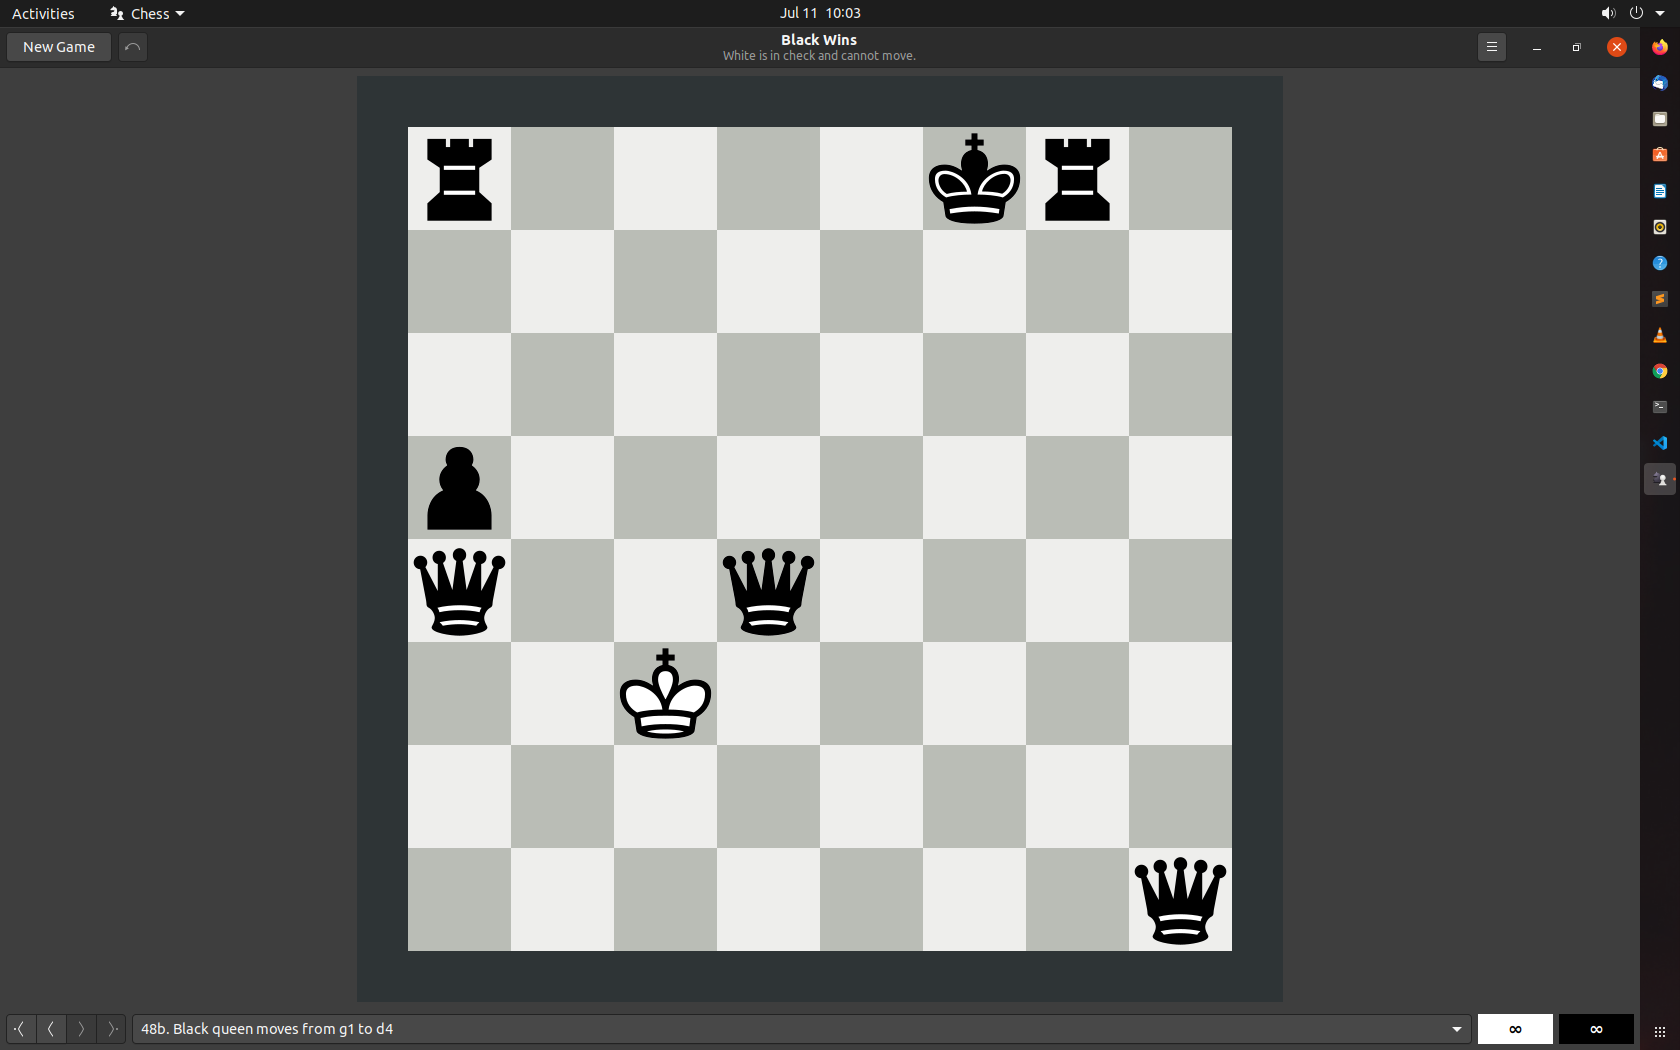 Activities
Chess
Jul 11 10:03
New Game
Black Wins
White is in check and cannot move.
48b. Black queen moves from g1 to d4
∞
∞